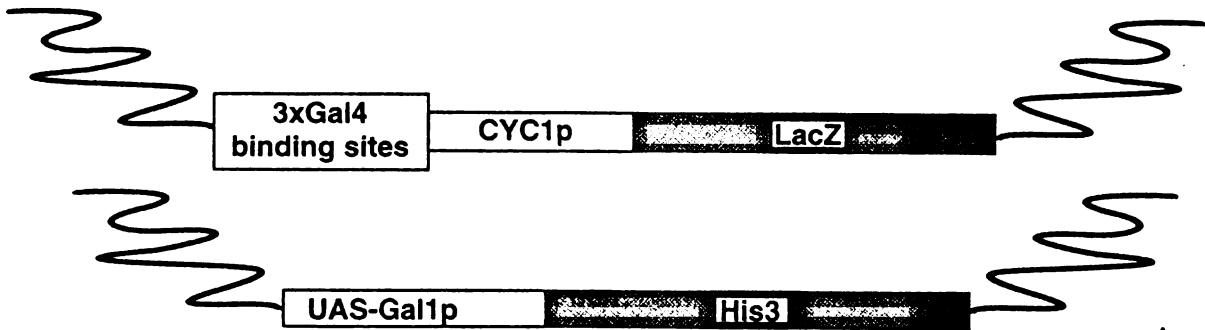 3xGal4
binding sites
CYC1p
LacZ
UAS-Gal1p
His3